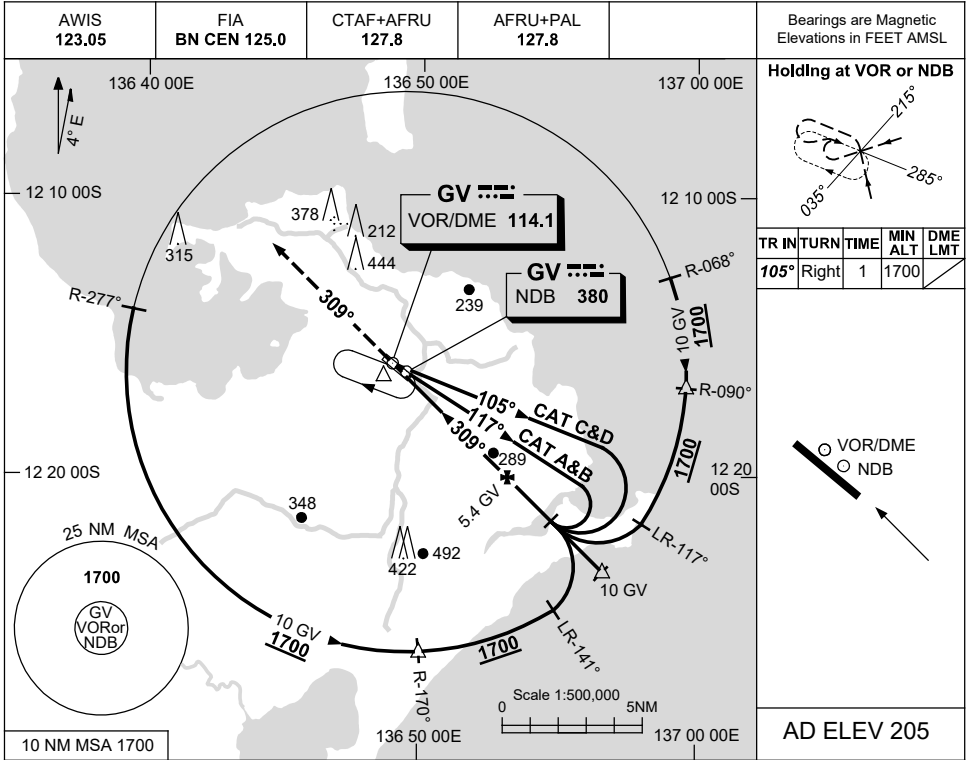 AWIS
123.05
FIA
BN CEN 125.0
CTAF+AFRU
127.8
AFRU+PAL
127.8
Bearings are Magnetic
Elevations in FEET AMSL
136 40 00E
136 50 00E
137 00 00E
4° E
12 10 00S
12 10 00S
GV
VOR/DME 114.1
GV
NDB 380
378
212
444
315
239
R-277°
R-068°
10 GV
1700
R-090°
1700
309°
105°
CAT C&D
117°
CAT A&B
309°
289
5.4 GV
12 20 00S
12 20
00S
348
422
492
LR-117°
10 GV
LR-141°
25 NM MSA
1700
GV
VORor
NDB
10 GV
1700
R-170°
1700
Scale 1:500,000
0 5NM
136 50 00E
137 00 00E
10 NM MSA 1700
Holding at VOR or NDB
215°
285°
035°
TR IN
TURN
TIME
MIN
ALT
DME
LMT
105°
Right
1
1700
VOR/DME
NDB
AD ELEV 205